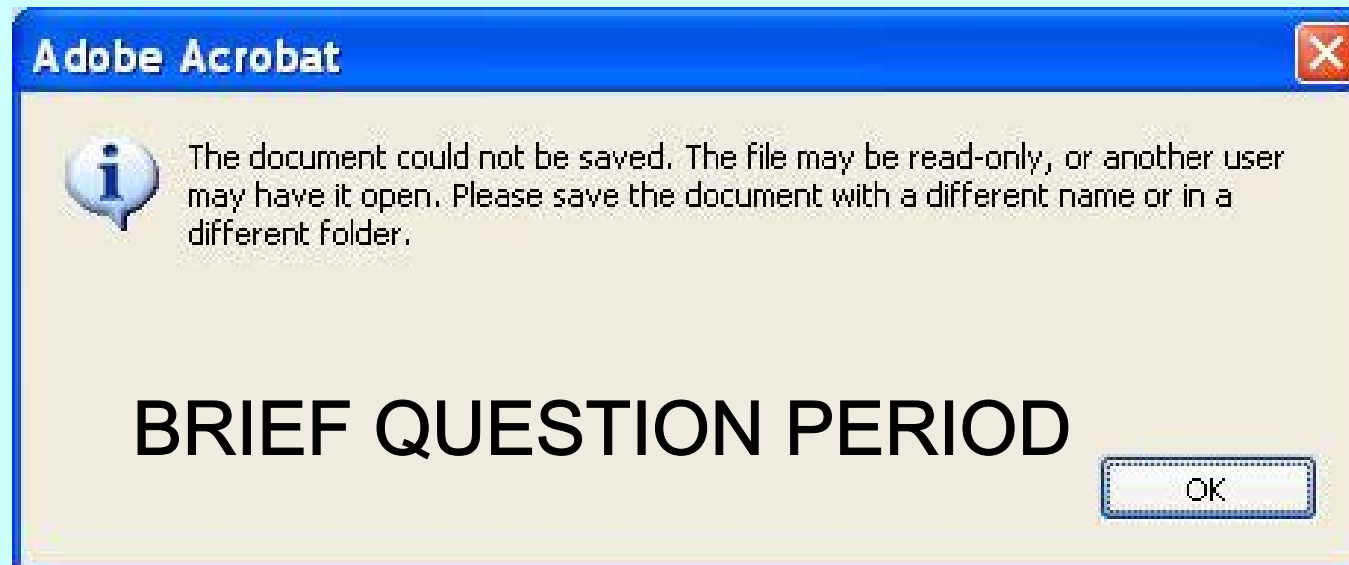 Adobe Acrobat
The document could not be saved. The file may be read-only, or another user
may have it open. Please save the document with a different name or in a
different folder.
BRIEF QUESTION PERIOD
OK